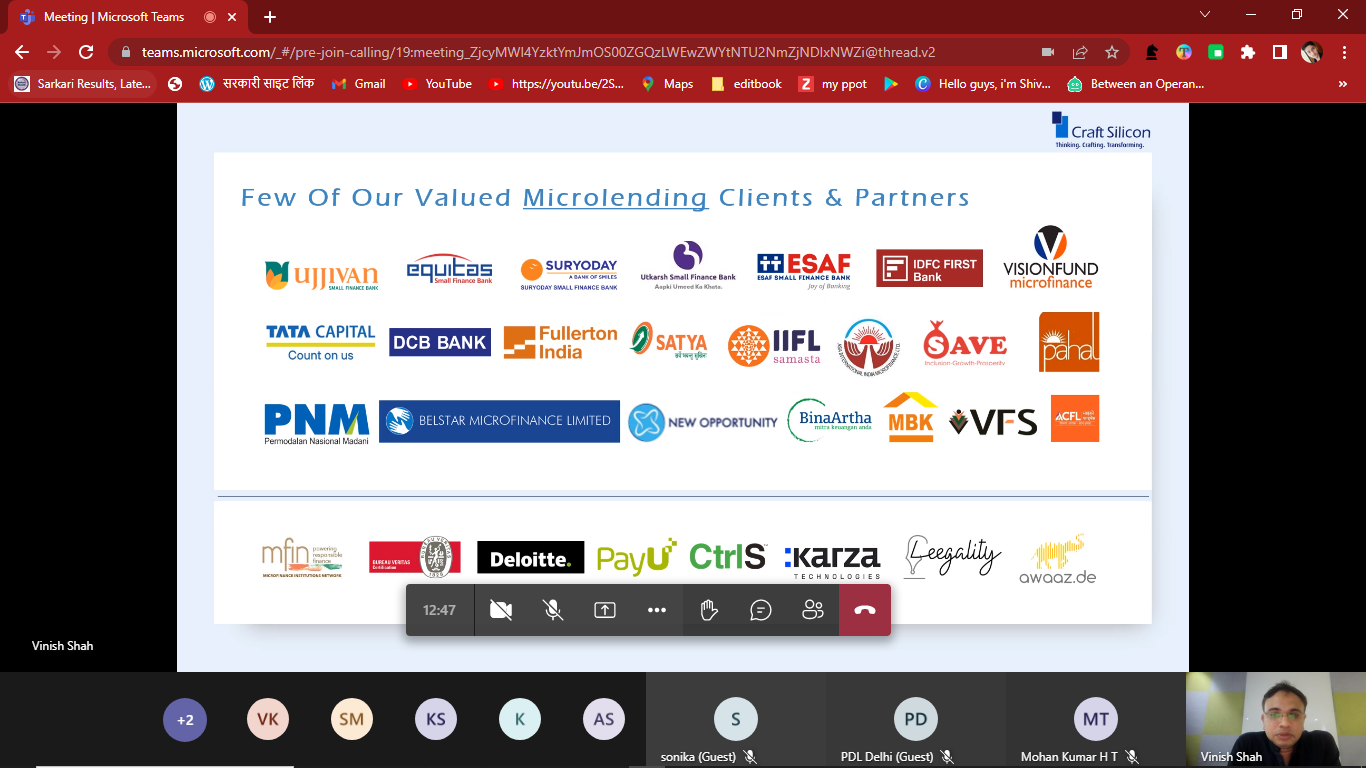 Meeting | Microsoft Teams
teams.microsoft.com/_#/pre-join-calling/19:meeting_ZjcyMWI4YzktYmJmOS00ZGQzLWEwZWYtNTU2NmZjNDIxNWZi@thread.v2
Sarkari Results, Late... सरकारी साइट लिंक Gmail YouTube https://youtu.be/2S... Maps editbook my ppot Hello guys, i'm Shiv... Between an Operan... »
Craft Silicon
Thinking. Crafting. Transforming.
Few Of Our Valued Microlending Clients & Partners
UJJIVAN
SMALL FINANCE BANK
equitas
Small Finance Bank
SURYODAY
A BANK OF SMILES
SURYODAY SMALL FINANCE BANK
Utkarsh Small Finance Bank
Aapki Umeed Ka Khata.
ESAF
ESAF SMALL FINANCE BANK
Joy of Banking
IDFC FIRST
Bank
VISIONFUND
microfinance
TATA CAPITAL
Count on us
DCB BANK
Fullerton
India
SATYA
IIFL
samasta
SAVE
Inclusion-Growth-Prosperity
pahal
PNM
Permodalan Nasional Madani
BELSTAR MICROFINANCE LIMITED
NEW OPPORTUNITY
BinaArtha
mitra keuangan anda
MBK
VFS
ACFL
mfin
powering
responsible
finance
MICROFINANCE INSTITUTIONS NETWORK
BUREAU VERITAS
Certification
Deloitte.
PayU
CtrlS
:karza
TECHNOLOGIES
Leegality
awaaz.de
12:47
Vinish Shah
+2
VK
SM
KS
K
AS
S
sonika (Guest)
PD
PDL Delhi (Guest)
MT
Mohan Kumar H T
Vinish Shah